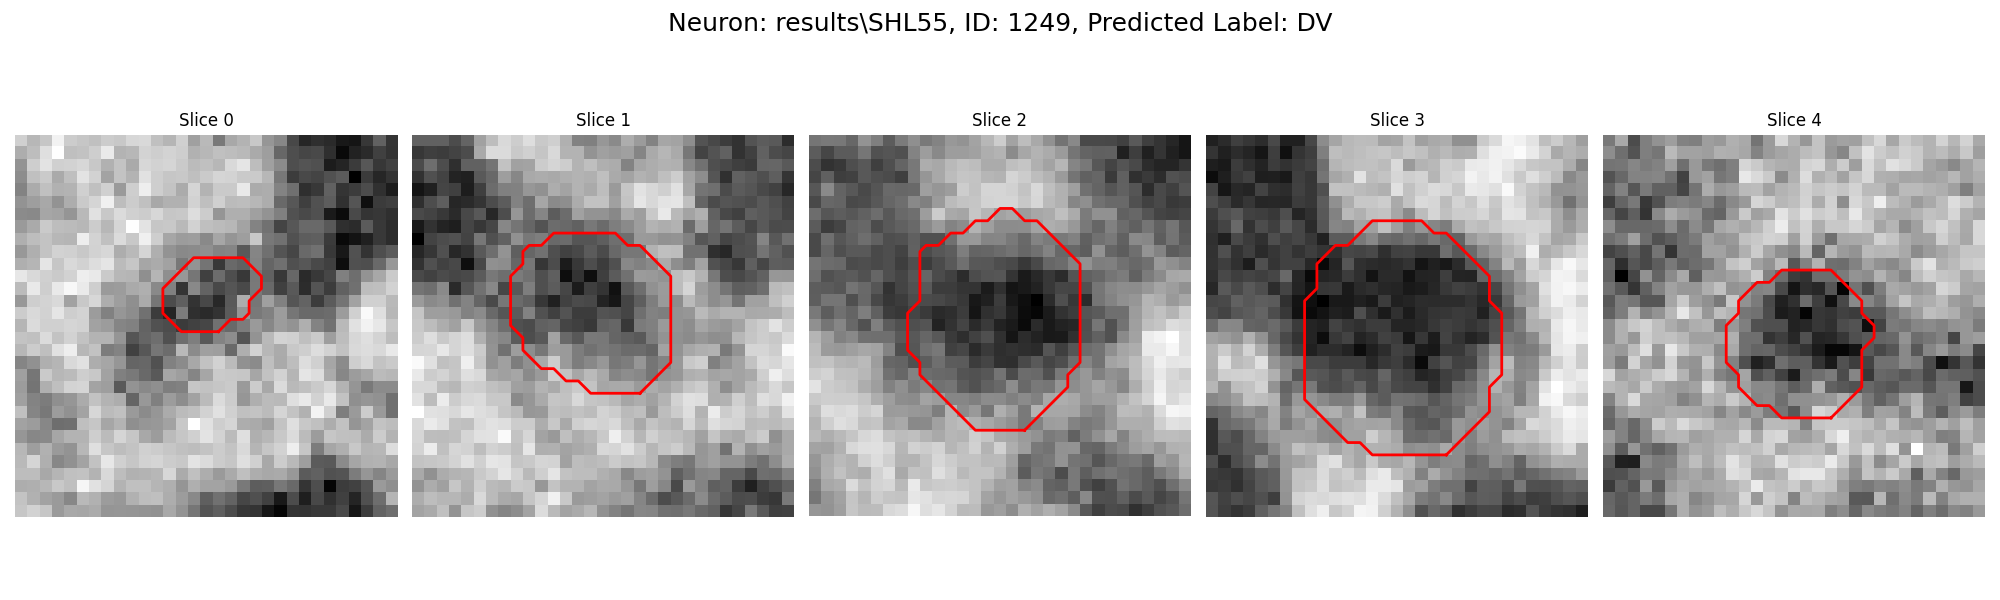 Neuron: results\SHL55, ID: 1249, Predicted Label: DV
Slice 0
Slice 1
Slice 2
Slice 3
Slice 4